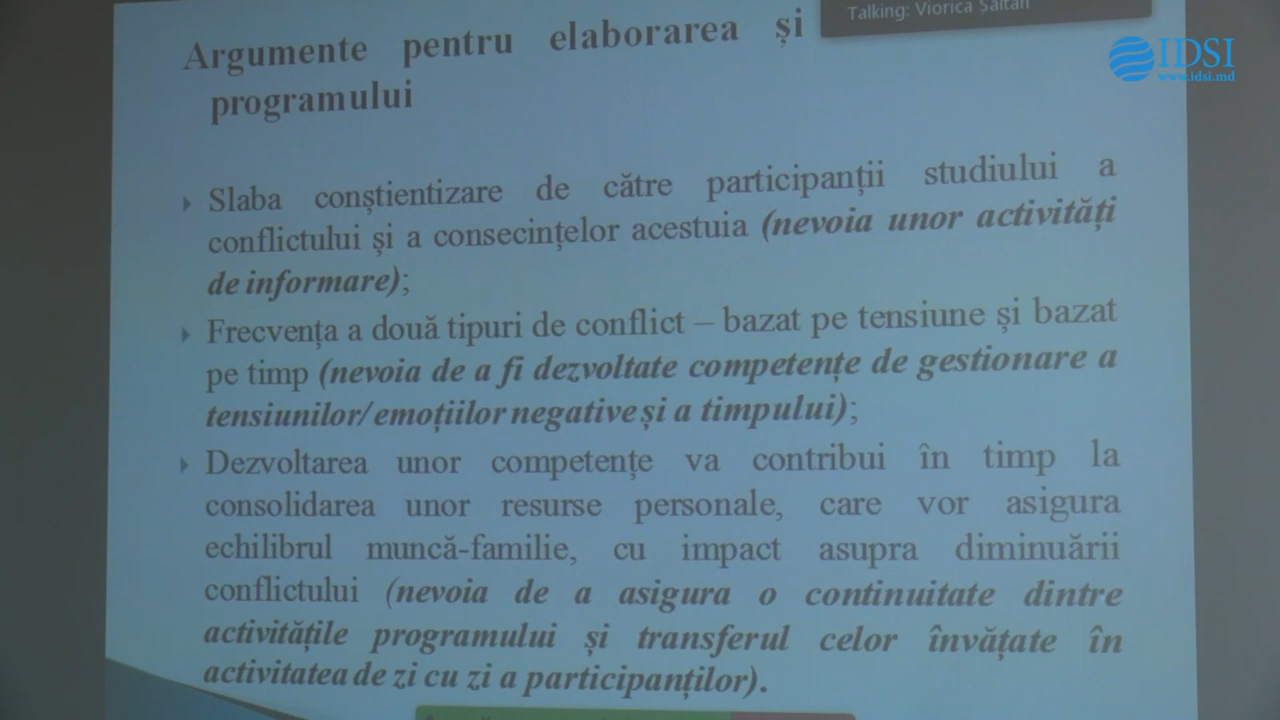 Talking: Viorica Șaltan
IDSI
www.idsi.md
Argumente pentru elaborarea și
programului
Slaba conștientizare de către participanții studiului a
conflictului și a consecințelor acestuia (nevoia unor activități
de informare);
Frecvența a două tipuri de conflict – bazat pe tensiune și bazat
pe timp (nevoia de a fi dezvoltate competențe de gestionare a
tensiunilor/emoțiilor negative și a timpului);
Dezvoltarea unor competențe va contribui în timp la
consolidarea unor resurse personale, care vor asigura
echilibrul muncă-familie, cu impact asupra diminuării
conflictului (nevoia de a asigura o continuitate dintre
activitățile programului și transferul celor învățate în
activitatea de zi cu zi a participanților).